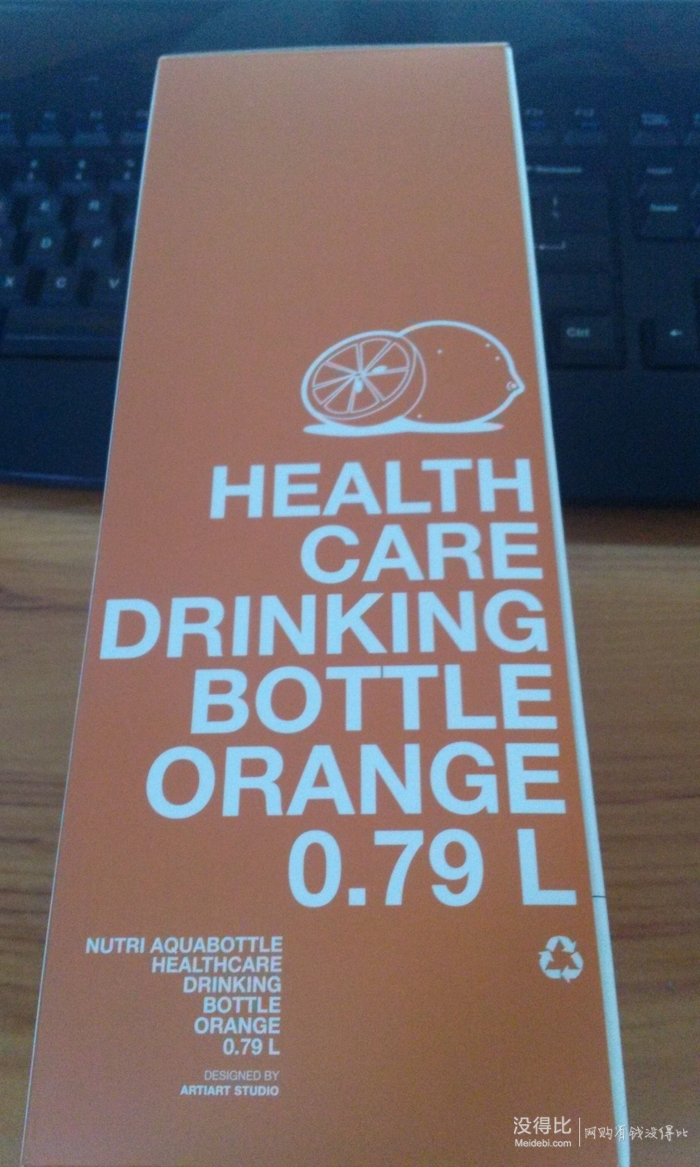 HEALTH
CARE
DRINKING
BOTTLE
ORANGE
0.79 L
NUTRI AQUABOTTLE
HEALTHCARE
DRINKING
BOTTLE
ORANGE
0.79 L
DESIGNED BY
ARTIART STUDIO
Ctrl
没得比
Meidebi.com
网购有钱没得比